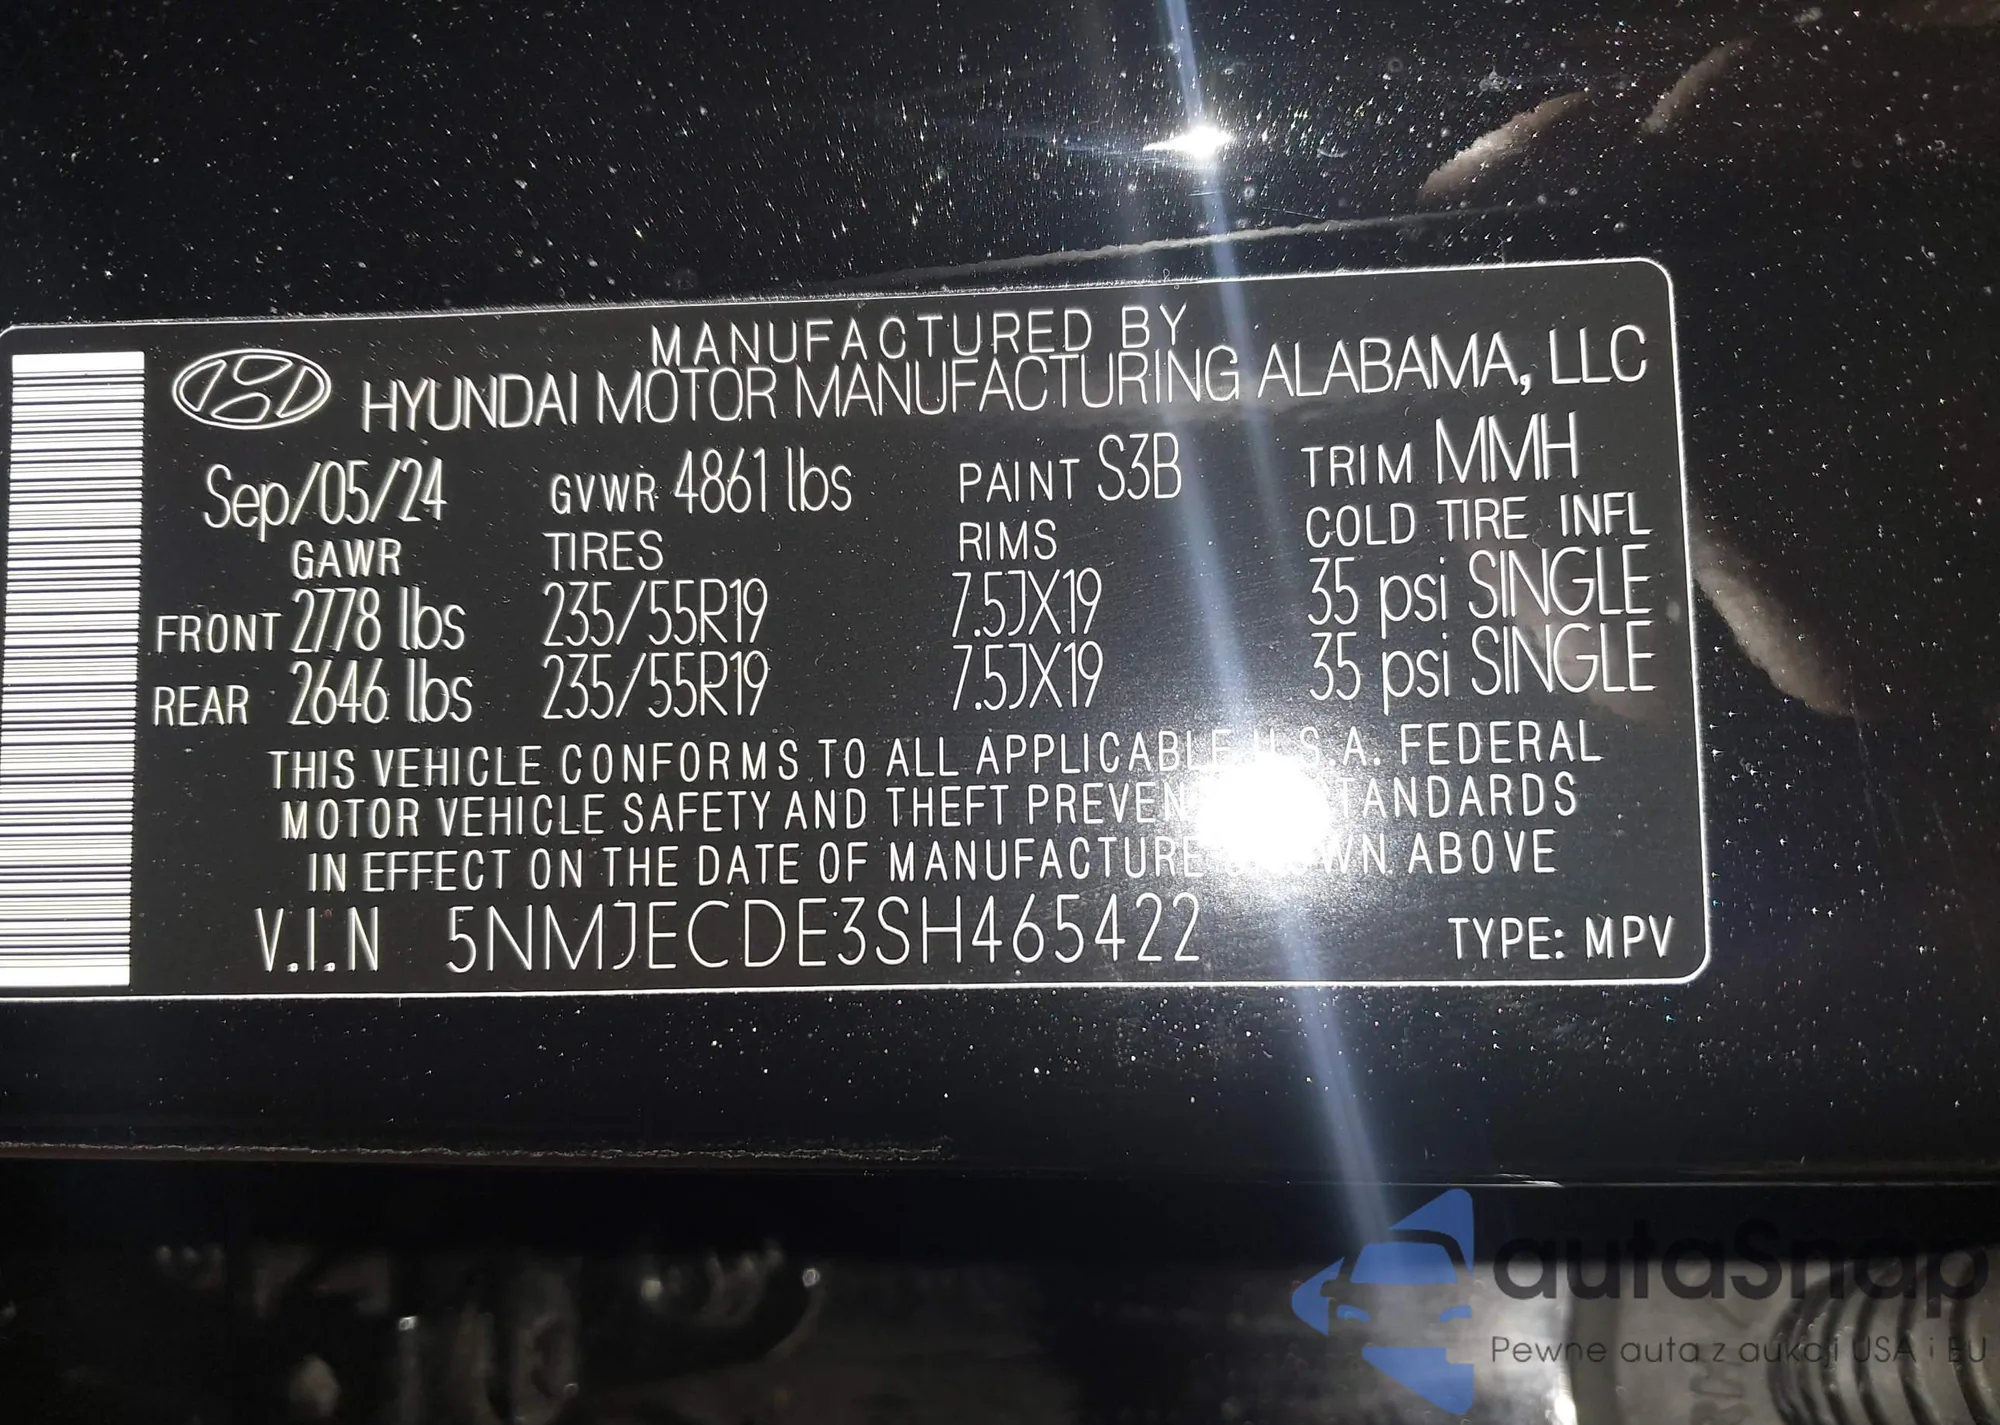 MANUFACTURED BY
HYUNDAI MOTOR MANUFACTURING ALABAMA, LLC
Sep/05/24 GVWR 4861 lbs PAINT S3B TRIM MMH
GAWR TIRES RIMS COLD TIRE INFL
FRONT 2778 lbs 235/55R19 7.5JX19 35 psi SINGLE
REAR 2646 lbs 235/55R19 7.5JX19 35 psi SINGLE
THIS VEHICLE CONFORMS TO ALL APPLICABLE U.S.A. FEDERAL
MOTOR VEHICLE SAFETY AND THEFT
IN EFFECT ON THE DATE OF MANUFACTURE ABOVE
V.I.N 5NMJECDE3SH465422 TYPE: MPV
autaSnap
Pewne auta z aukcji USA i EU